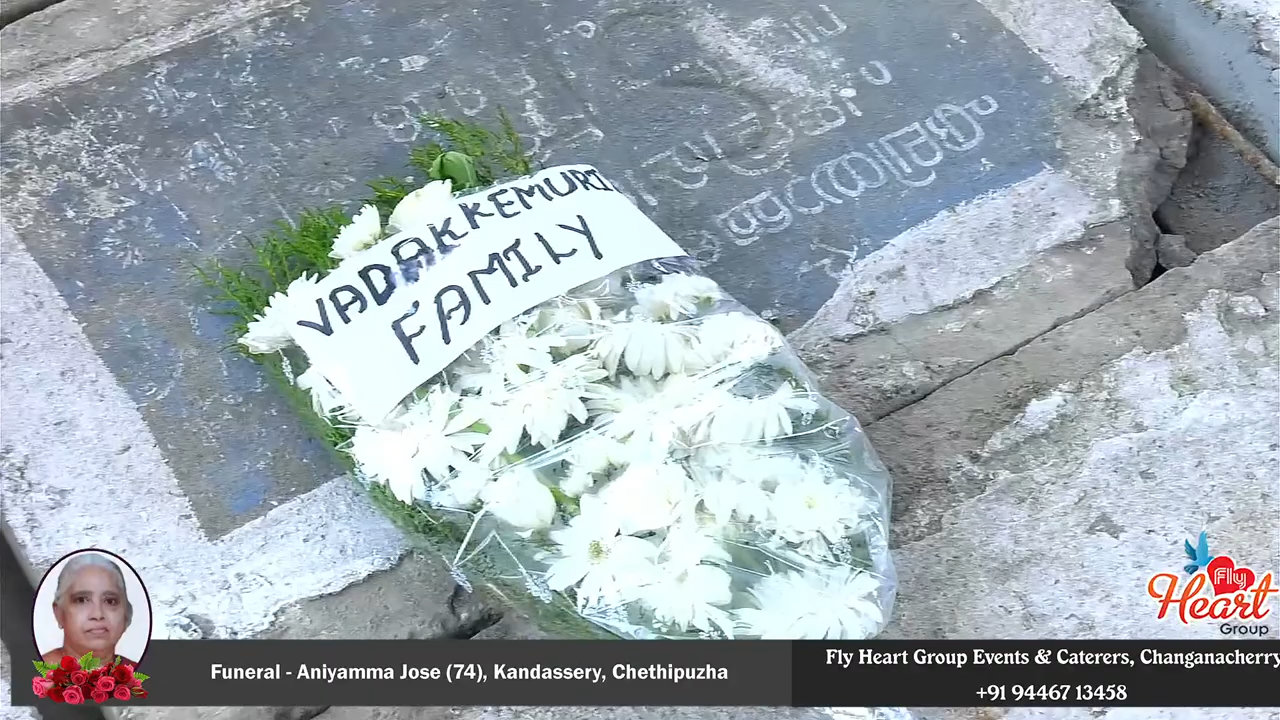 VADAKKEMURI
FAMILY
Fly
Heart
Group
Funeral - Aniyamma Jose (74), Kandassery, Chethipuzha
Fly Heart Group Events & Caterers, Changanacherry
+91 94467 13458